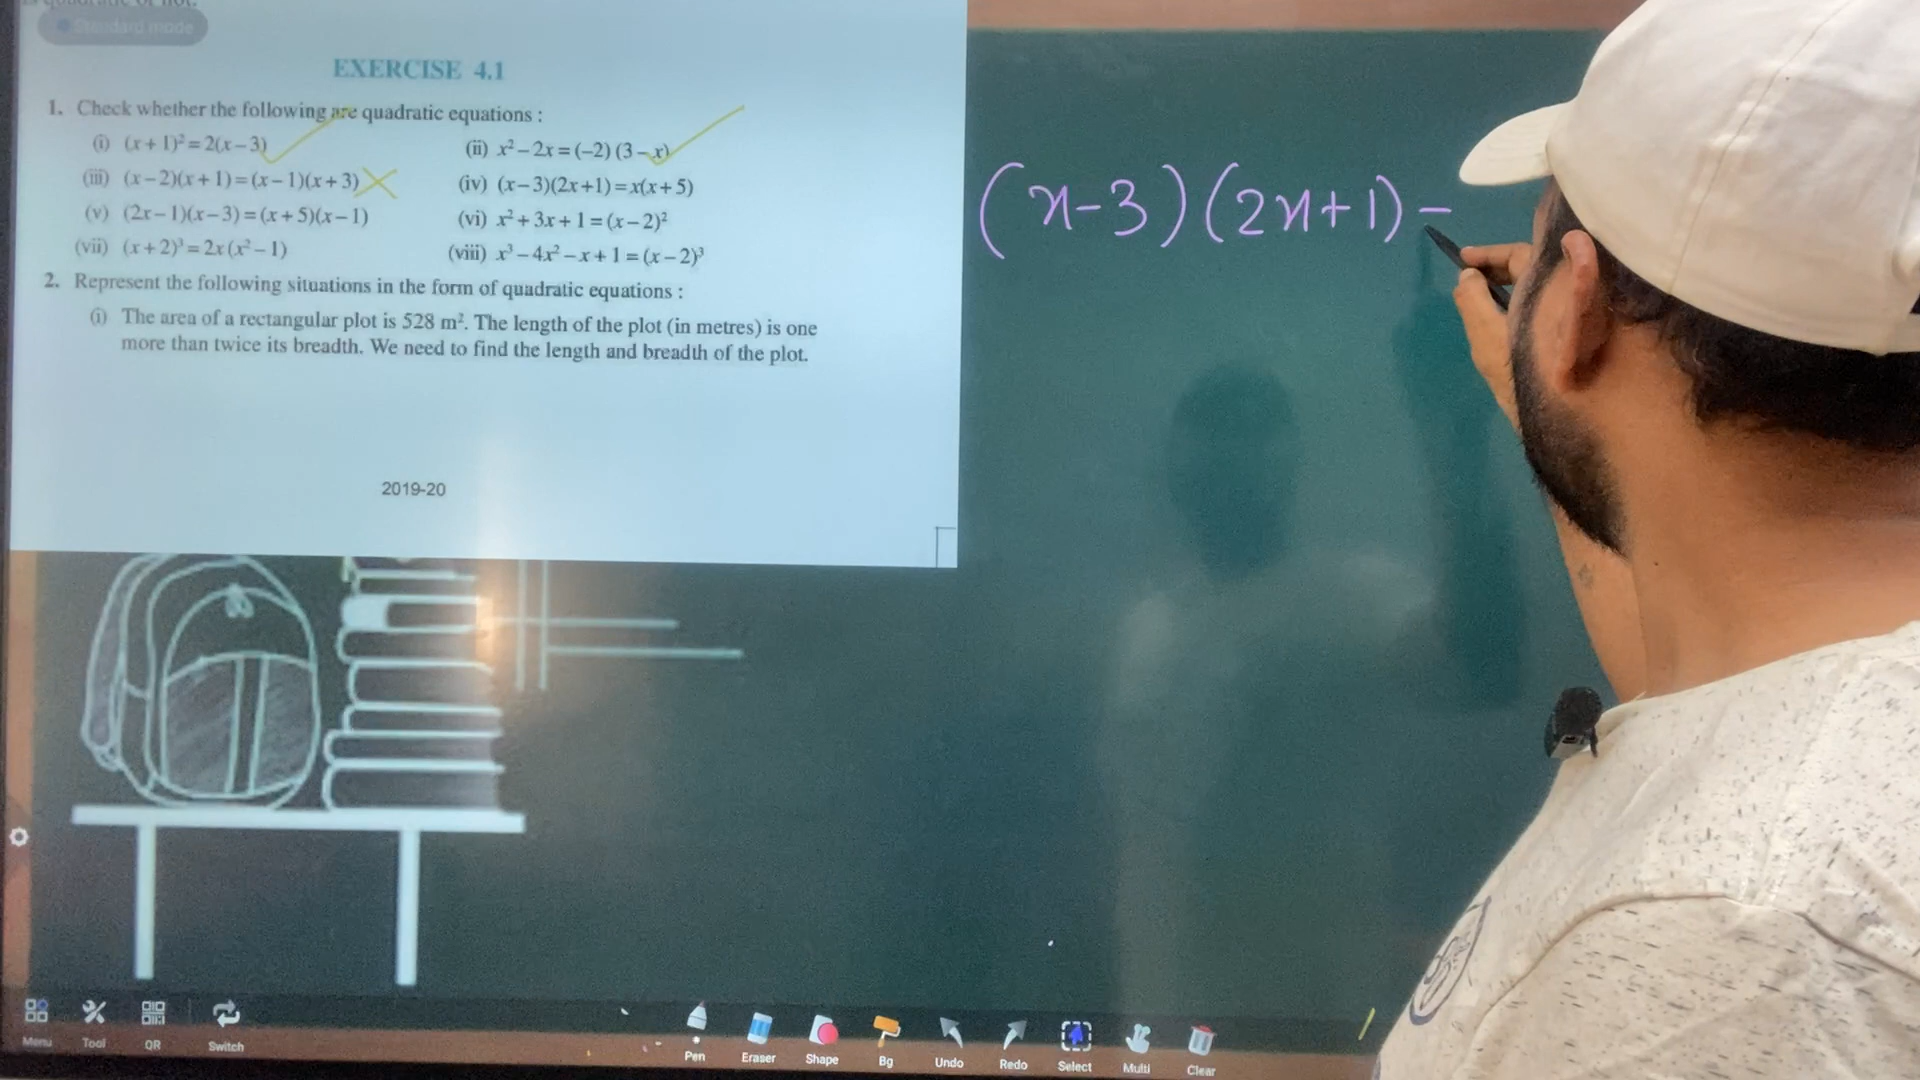 Standard mode
EXERCISE 4.1
1. Check whether the following are quadratic equations :
(i) (x + 1)² = 2(x – 3)
(ii) x² – 2x = (–2) (3 – x)
(iii) (x – 2)(x + 1) = (x – 1)(x + 3)
(iv) (x – 3)(2x +1) = x(x + 5)
(v) (2x – 1)(x – 3) = (x + 5)(x – 1)
(vi) x² + 3x + 1 = (x – 2)²
(vii) (x + 2)³ = 2x (x² – 1)
(viii) x³ – 4x² – x + 1 = (x – 2)³
2. Represent the following situations in the form of quadratic equations :
(i) The area of a rectangular plot is 528 m². The length of the plot (in metres) is one
more than twice its breadth. We need to find the length and breadth of the plot.
2019-20
(x-3)(2x+1) –
Menu Tool QR Switch Pen Eraser Shape Bg Undo Redo Select Multi Clear